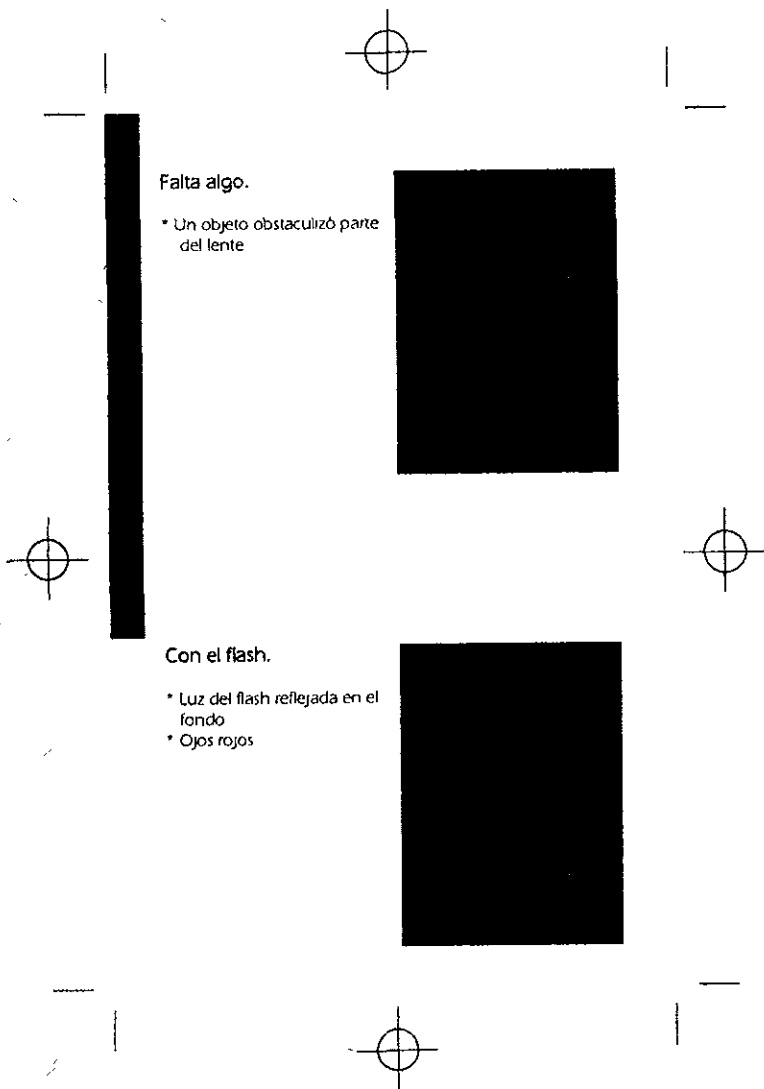 Falta algo.
* Un objeto obstaculizó parte
del lente
Con el flash.
* Luz del flash reflejada en el
fondo
* Ojos rojos